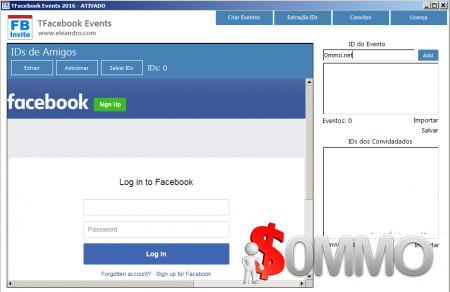 TFacebook Events 2016 - ATIVADO
FB
Invite
TFacebook Events
www.eleandro.com
Criar Eventos
Extração IDs
Convites
Licença
IDs de Amigos
Extrair
Adicionar
Salvar IDs
IDs: 0
facebook
Sign Up
Log in to Facebook
Password
Log In
Forgotten account? · Sign up for Facebook
ID do Evento
0mmo.net
Add
Eventos: 0
Importar
Salvar
IDs dos Convidadados
Importar
$0MMO